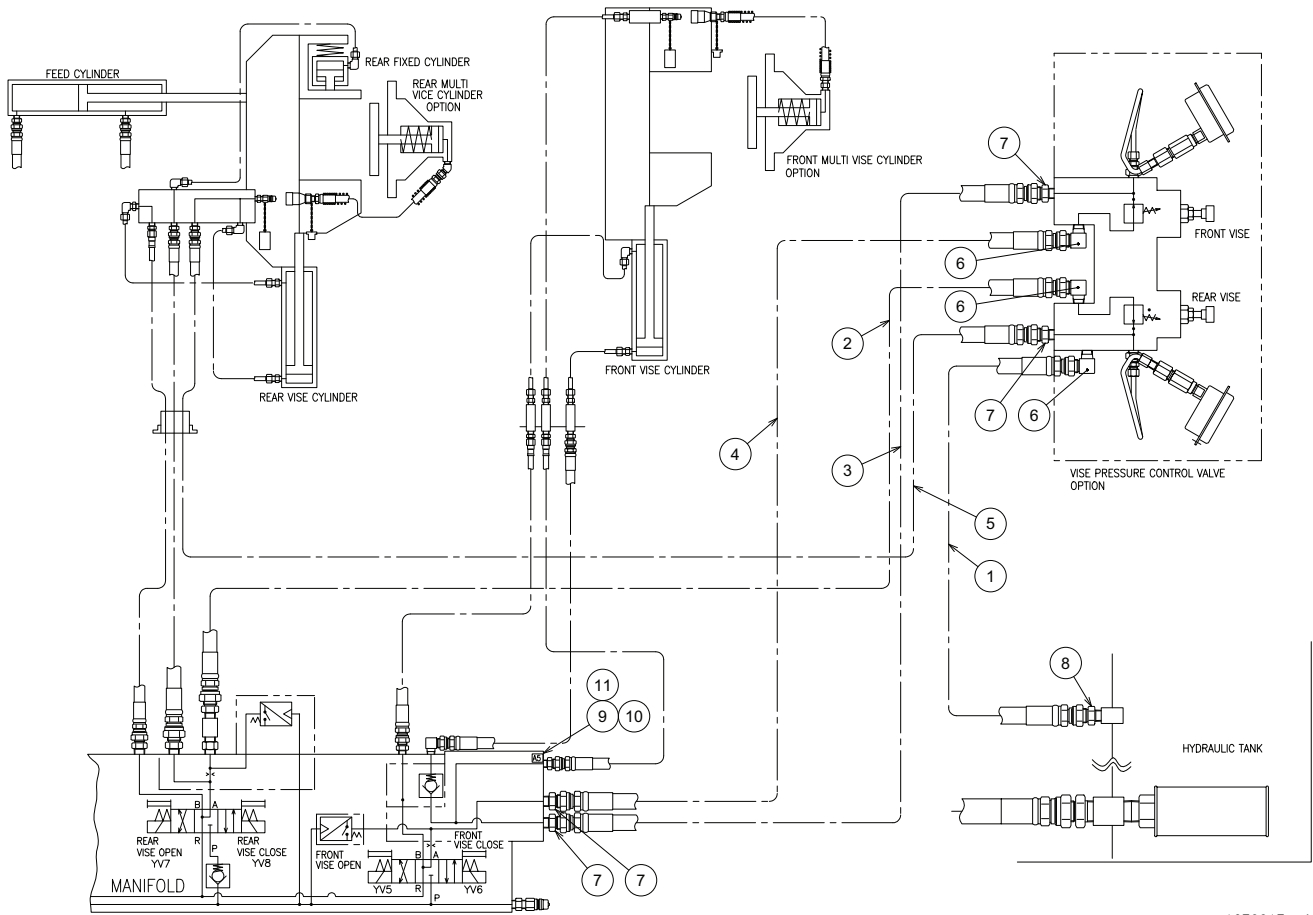 FEED CYLINDER
REAR FIXED CYLINDER
REAR MULTI
VICE CYLINDER
OPTION
FRONT MULTI VISE CYLINDER
OPTION
7
FRONT VISE
6
6
REAR VISE
2
7
6
REAR VISE CYLINDER
FRONT VISE CYLINDER
4
3
VISE PRESSURE CONTROL VALVE
OPTION
5
1
8
11
9
10
A5
HYDRAULIC TANK
B A
R
P
REAR
VISE OPEN
YV7
REAR
VISE CLOSE
YV8
FRONT
VISE OPEN
FRONT
VISE CLOSE
B A
YV5
R
YV6
P
7
7
MANIFOLD